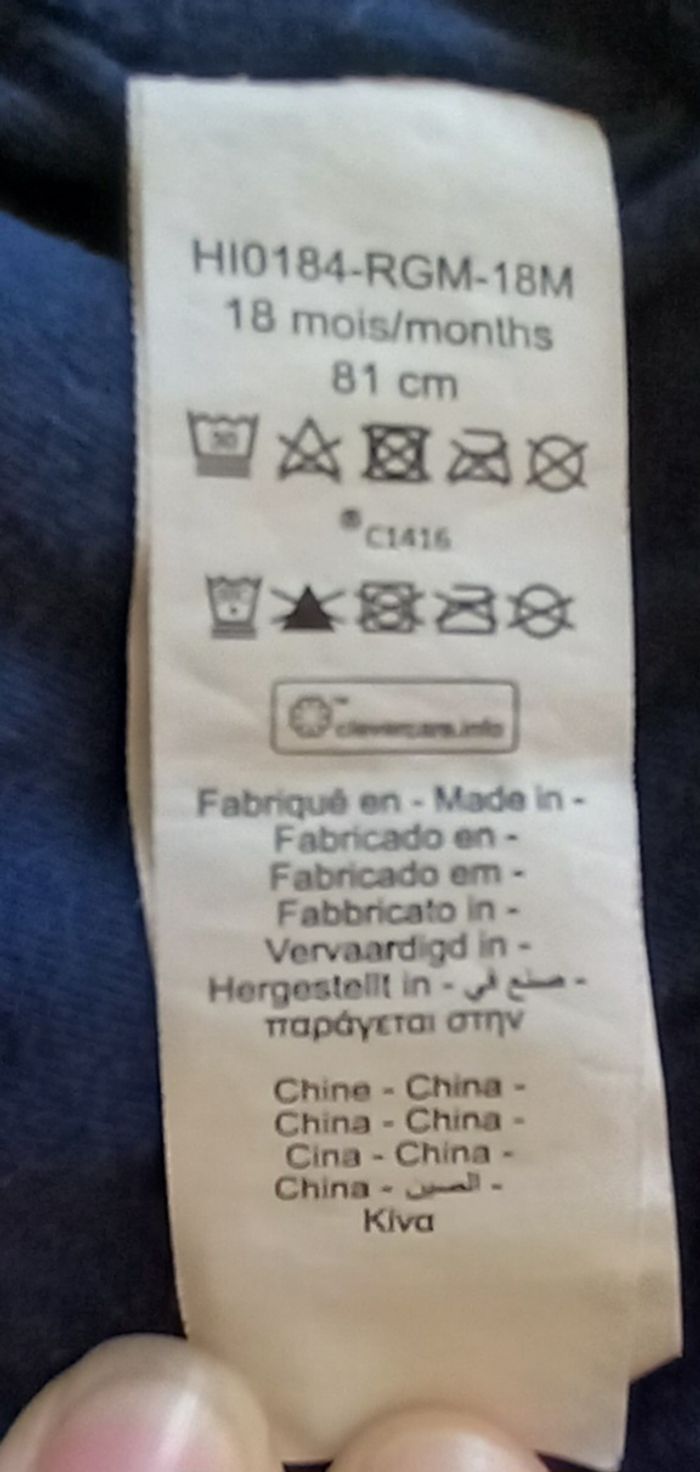 HI0184-RGM-18M
18 mois/months
81 cm
30
® C1416
clevercare.info
Fabriqué en - Made in -
Fabricado en -
Fabricado em -
Fabbricato in -
Vervaardigd in -
Hergestellt in - صنع في -
παράγεται στην
Chine - China -
China - China -
Cina - China -
China - الصين -
Κίνα